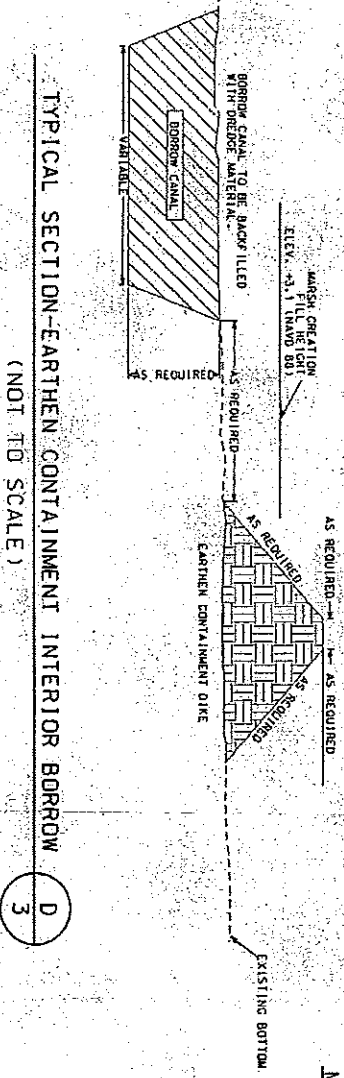 MARSH CREATION
FILL HEIGHT
ELEV. +3.1 (NAVD 88)
BORROW CANAL TO BE BACKFILLED
WITH DREDGE MATERIAL.
BORROW CANAL
VARIABLE
AS REQUIRED
AS REQUIRED
AS REQUIRED
AS REQUIRED
AS REQUIRED
AS REQUIRED
EARTHEN CONTAINMENT DIKE
EXISTING BOTTOM
TYPICAL SECTION-EARTHEN CONTAINMENT INTERIOR BORROW
(NOT TO SCALE)
D
3